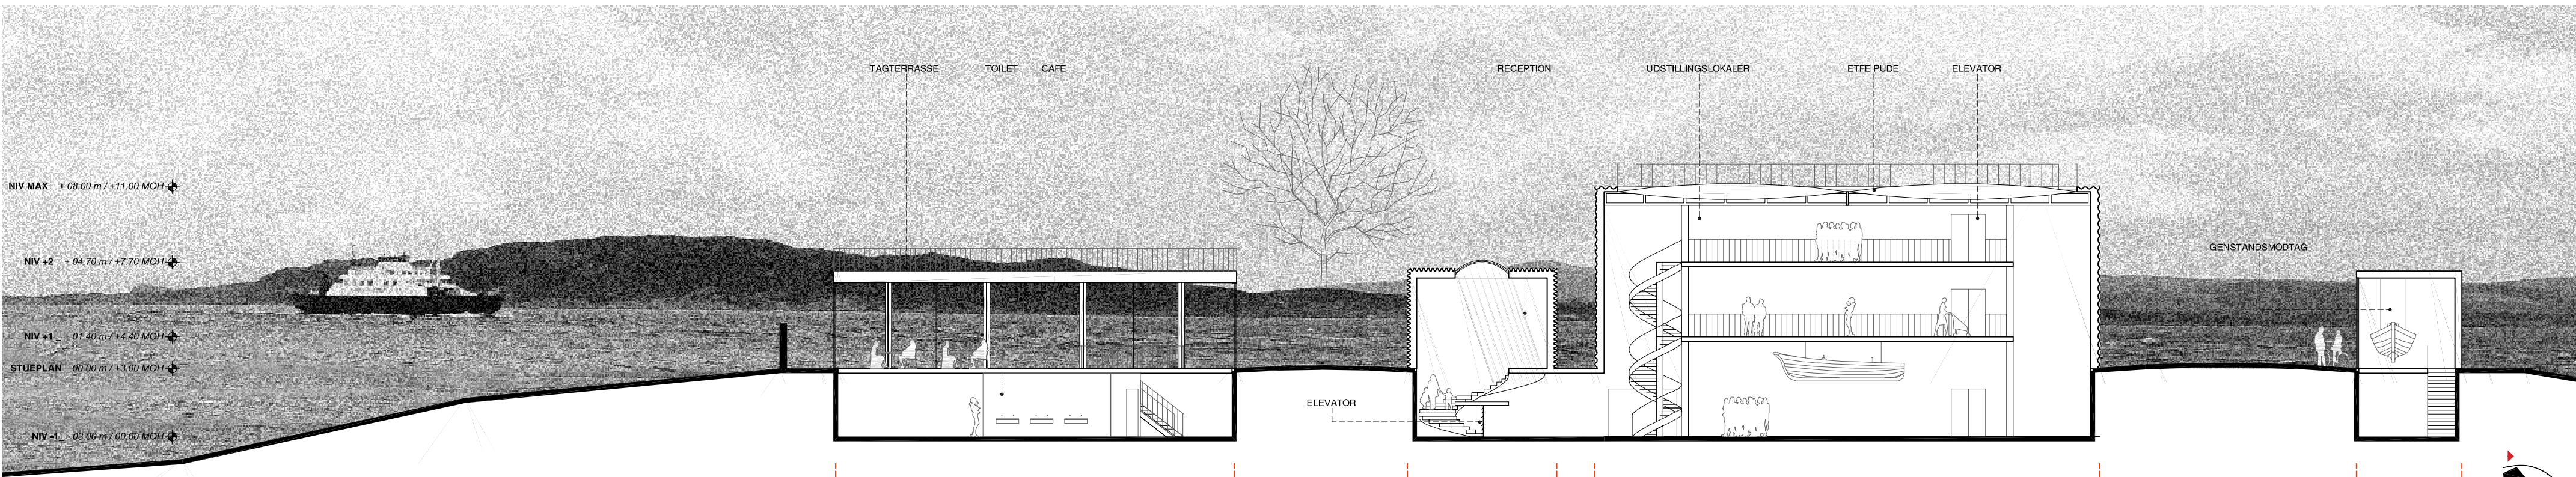 TAGTERRASSE
TOILET
CAFE
RECEPTION
UDSTILLINGSLOKALER
ETFE PUDE
ELEVATOR
NIV MAX _ + 08.00 m / +11.00 MOH
GENSTANDSMODTAG
NIV +2 _ + 04.70 m / +7.70 MOH
NIV +1 _ + 01.40 m / +4.40 MOH
STUEPLAN _ 00.00 m / +3.00 MOH
ELEVATOR
NIV -1 _ - 03.00 m / 00.00 MOH